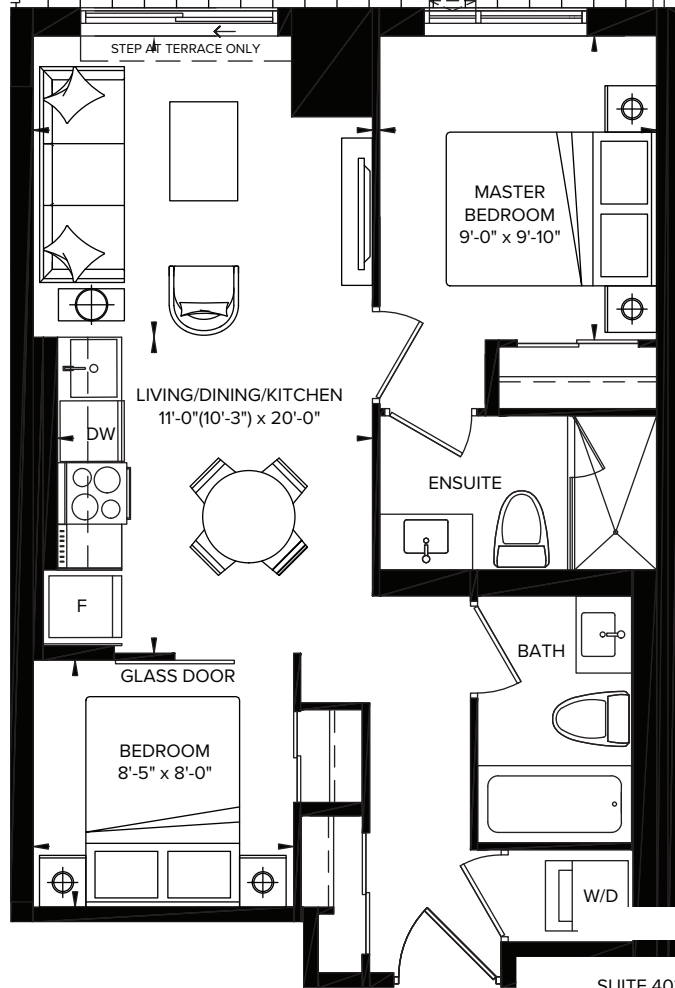 STEP AT TERRACE ONLY
MASTER
BEDROOM
9'-0" x 9'-10"
LIVING/DINING/KITCHEN
11'-0"(10'-3") x 20'-0"
DW
ENSUITE
F
BATH
GLASS DOOR
BEDROOM
8'-5" x 8'-0"
W/D
SUITE